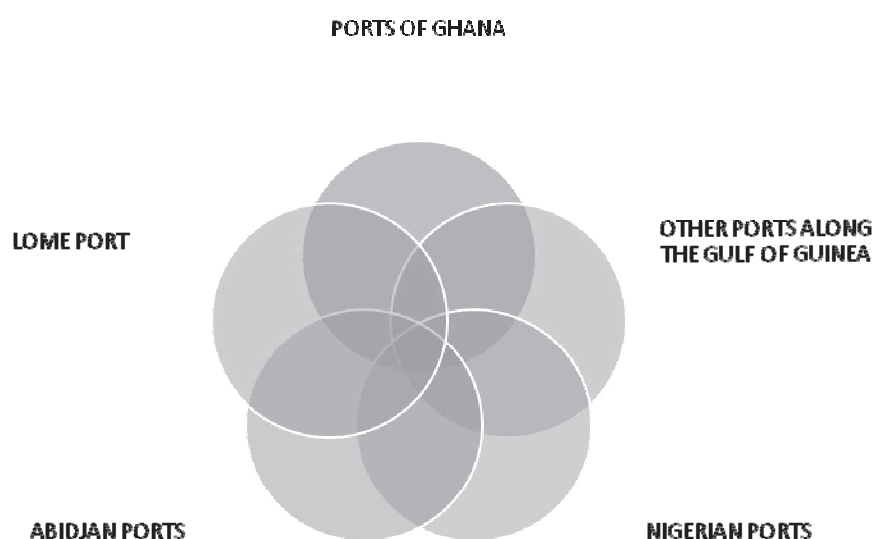 PORTS OF GHANA
LOME PORT
OTHER PORTS ALONG
THE GULF OF GUINEA
ABIDJAN PORTS
NIGERIAN PORTS